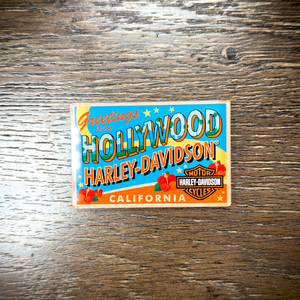 Greetings
from
HOLLYWOOD
HARLEY-DAVIDSON
MOTOR
HARLEY-DAVIDSON
CYCLES
CALIFORNIA